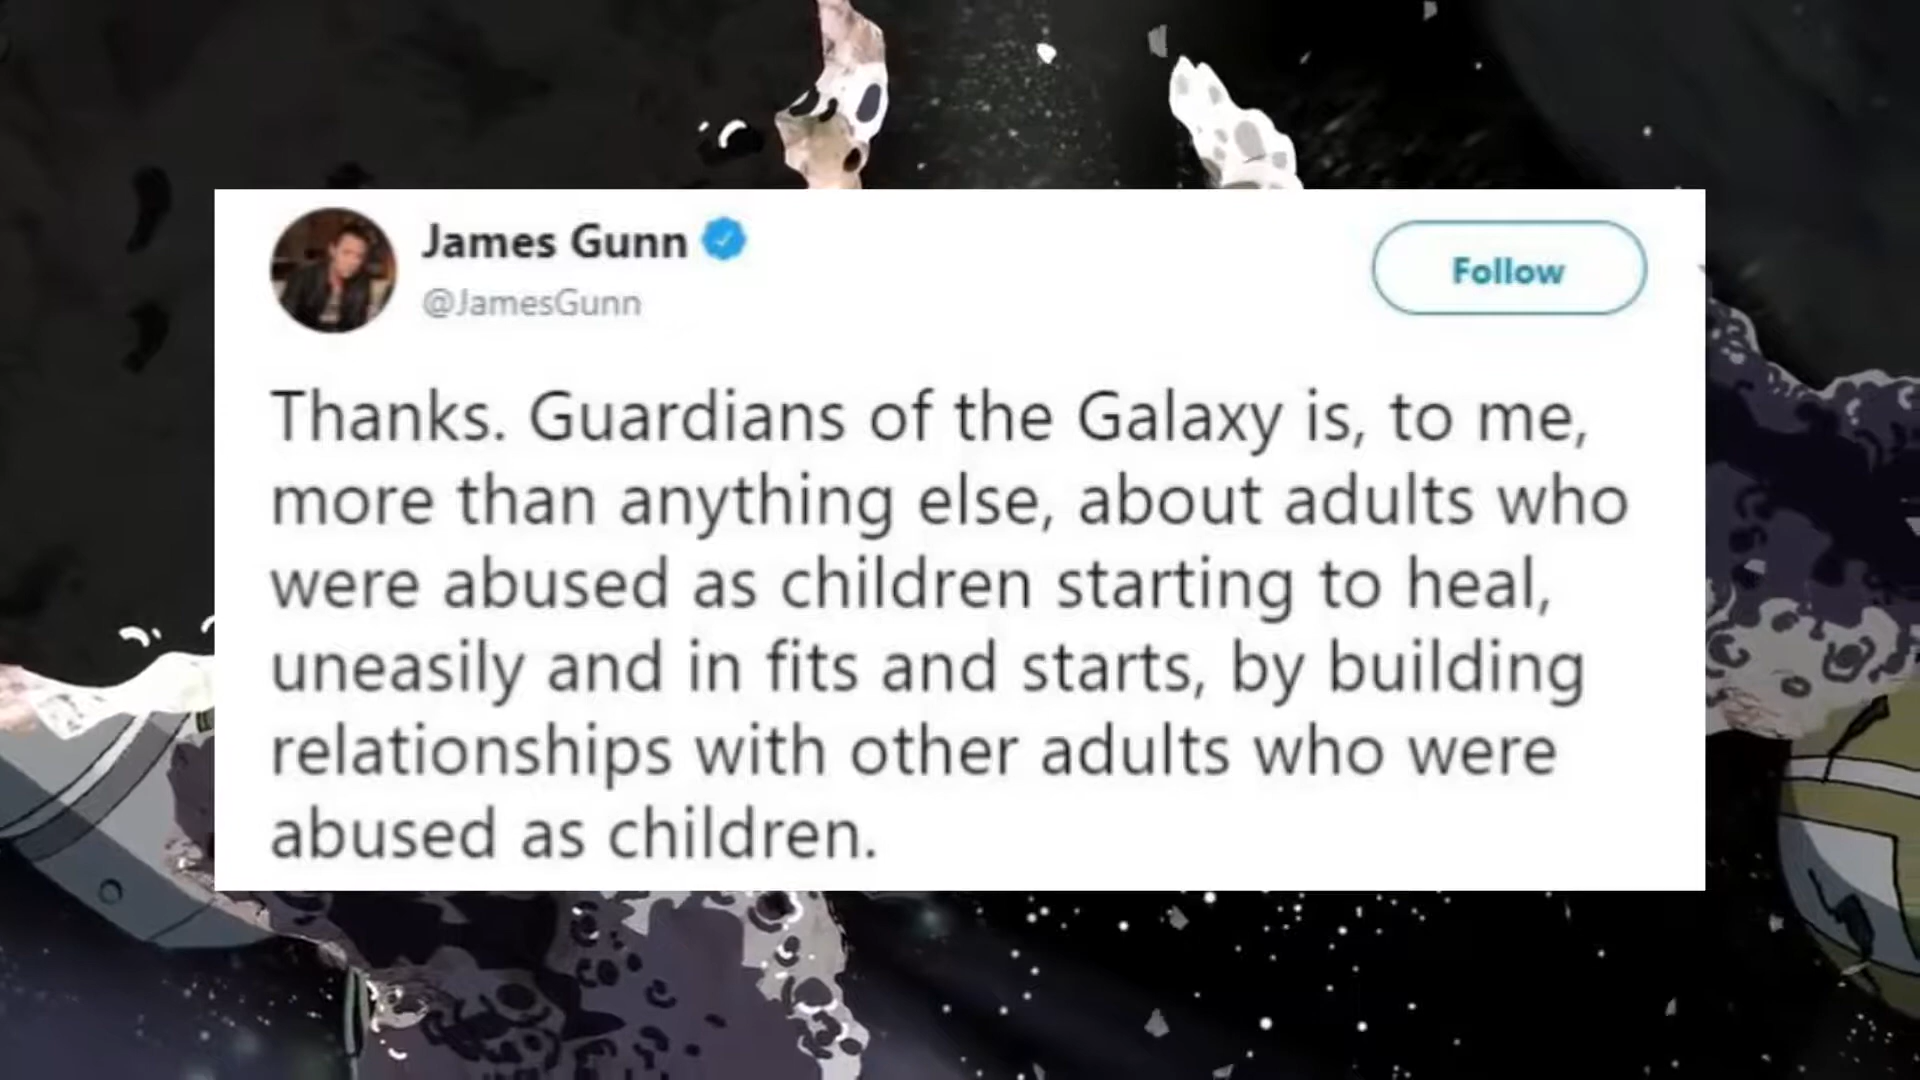 James Gunn
@JamesGunn
Follow
Thanks. Guardians of the Galaxy is, to me,
more than anything else, about adults who
were abused as children starting to heal,
uneasily and in fits and starts, by building
relationships with other adults who were
abused as children.